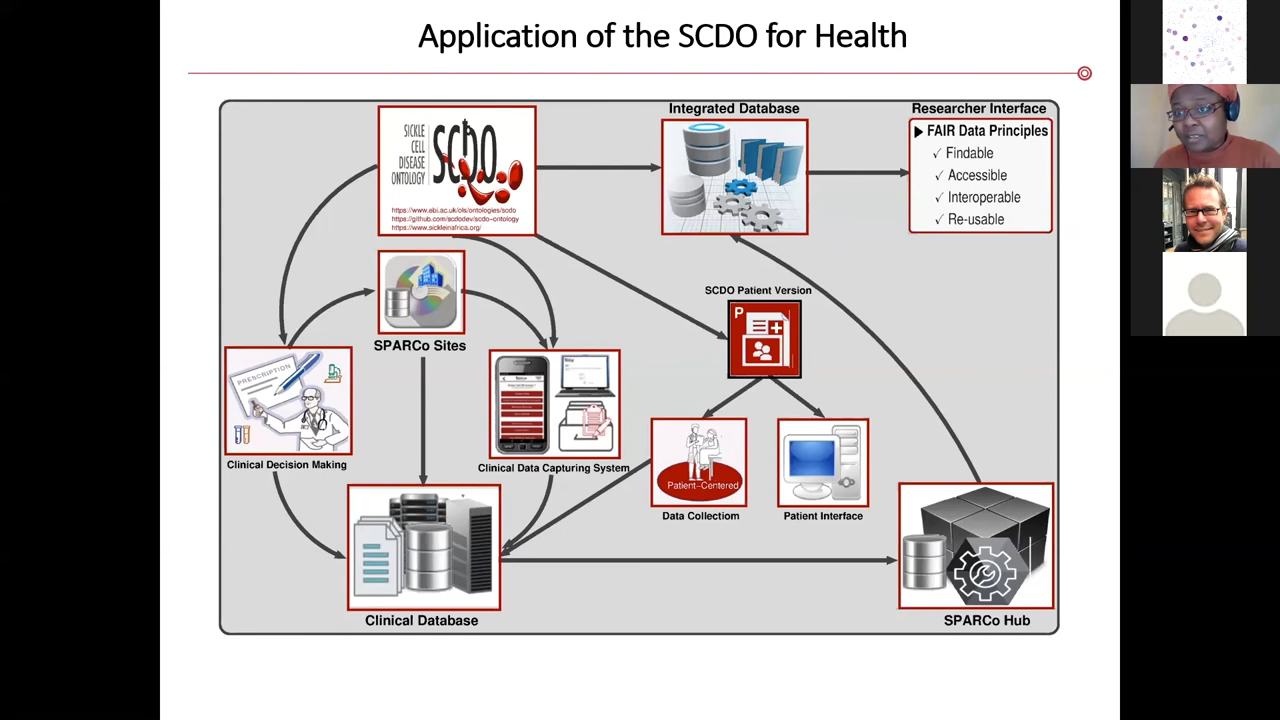 Application of the SCDO for Health
SICKLE
CELL
DISEASE
ONTOLOGY
SCDO
https://www.ebi.ac.uk/ols/ontologies/scdo
https://github.com/scdodev/scdo-ontology
https://www.sickleinafrica.org/
Integrated Database
Researcher Interface
FAIR Data Principles
✓ Findable
✓ Accessible
✓ Interoperable
✓ Re-usable
SCDO Patient Version
P
SPARCo Sites
PRESCRIPTION
Clinical Decision Making
Clinical Data Capturing System
Patient-Centered
Data Collectiom
Patient Interface
Clinical Database
SPARCo Hub